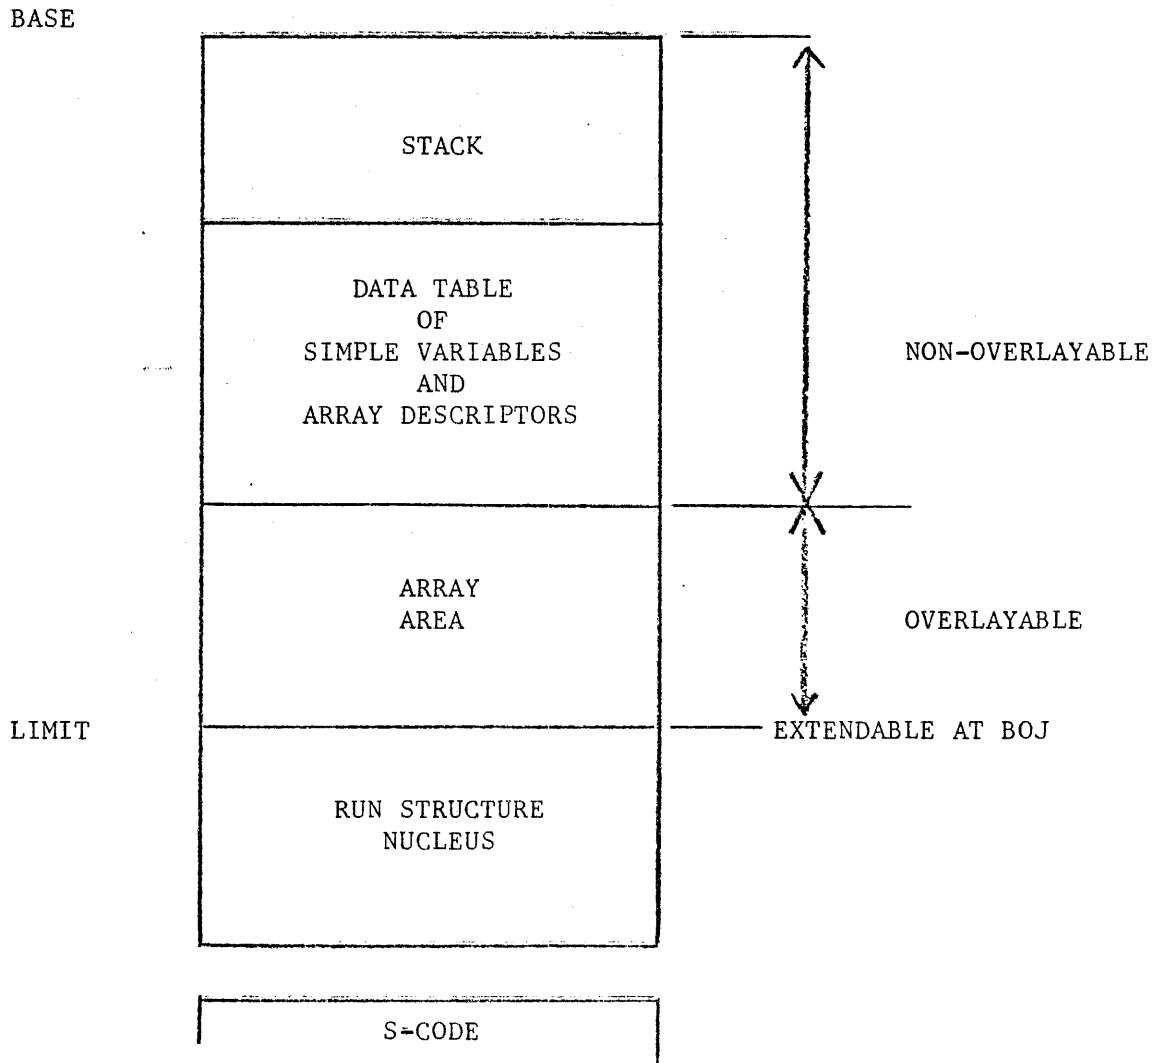 BASE
STACK
DATA TABLE
OF
SIMPLE VARIABLES
AND
ARRAY DESCRIPTORS
NON-OVERLAYABLE
ARRAY
AREA
OVERLAYABLE
LIMIT
EXTENDABLE AT BOJ
RUN STRUCTURE
NUCLEUS
S-CODE